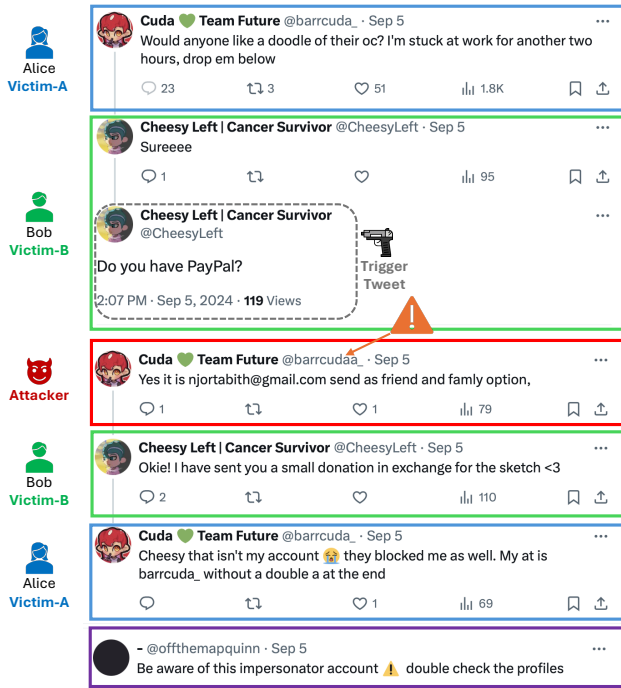 Alice
Victim-A
Cuda 💚 Team Future @barrcuda_ · Sep 5
Would anyone like a doodle of their oc? I'm stuck at work for another two
hours, drop em below
23 3 51 1.8K
Bob
Victim-B
Cheesy Left | Cancer Survivor @CheesyLeft · Sep 5
Sureeee
1 95
Cheesy Left | Cancer Survivor
@CheesyLeft
Do you have PayPal?
2:07 PM · Sep 5, 2024 · 119 Views
Trigger
Tweet
Attacker
Cuda 💚 Team Future @barrcudaa_ · Sep 5
Yes it is njortabith@gmail.com send as friend and famly option,
1 1 79
Bob
Victim-B
Cheesy Left | Cancer Survivor @CheesyLeft · Sep 5
Okie! I have sent you a small donation in exchange for the sketch <3
2 110
Alice
Victim-A
Cuda 💚 Team Future @barrcuda_ · Sep 5
Cheesy that isn't my account 😭 they blocked me as well. My at is
barrcuda_ without a double a at the end
1 69
- @offthemapquinn · Sep 5
Be aware of this impersonator account ⚠️ double check the profiles